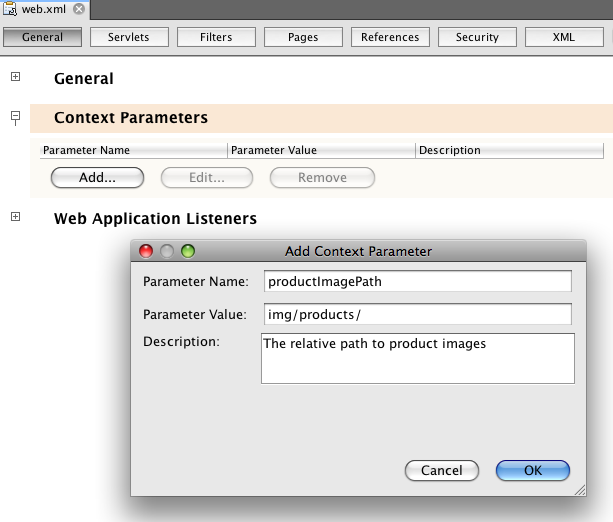 web.xml
General Servlets Filters Pages References Security XML
General
Context Parameters
Parameter Name Parameter Value Description
Add... Edit... Remove
Web Application Listeners
Add Context Parameter
Parameter Name: productImagePath
Parameter Value: img/products/
Description: The relative path to product images
Cancel OK